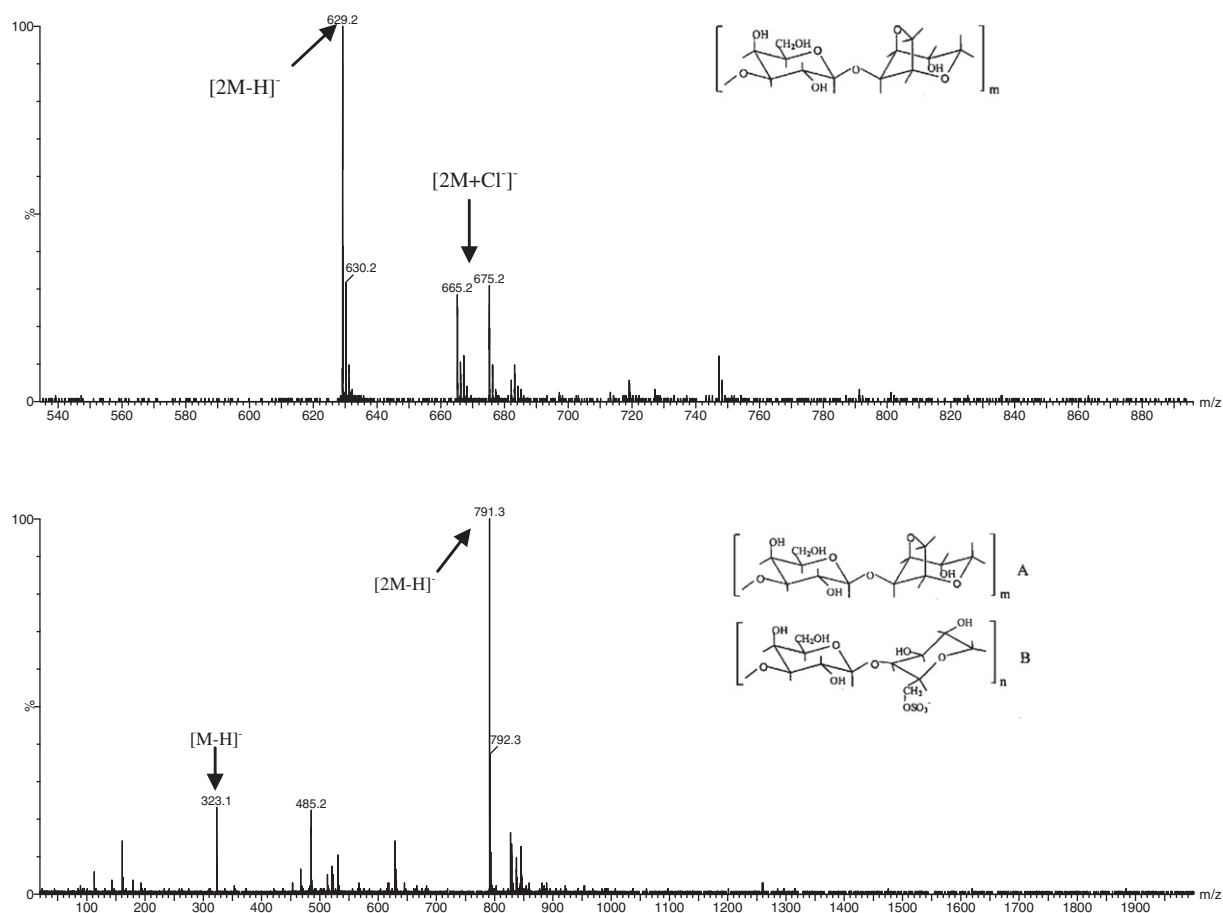 100
%
0
629.2
[2M-H]-
630.2
[2M+Cl-]-
665.2
675.2
OH
CH2OH
O
O
O
OH
O
OH
O
m
540 560 580 600 620 640 660 680 700 720 740 760 780 800 820 840 860 880 m/z
100
%
0
791.3
[2M-H]-
792.3
[M-H]-
323.1
485.2
OH
CH2OH
O
O
O
OH
O
OH
O
m
A
OH
CH2OH
O
O
OH
O
HO
OH
O
CH2
OSO3-
n
B
100 200 300 400 500 600 700 800 900 1000 1100 1200 1300 1400 1500 1600 1700 1800 1900 m/z